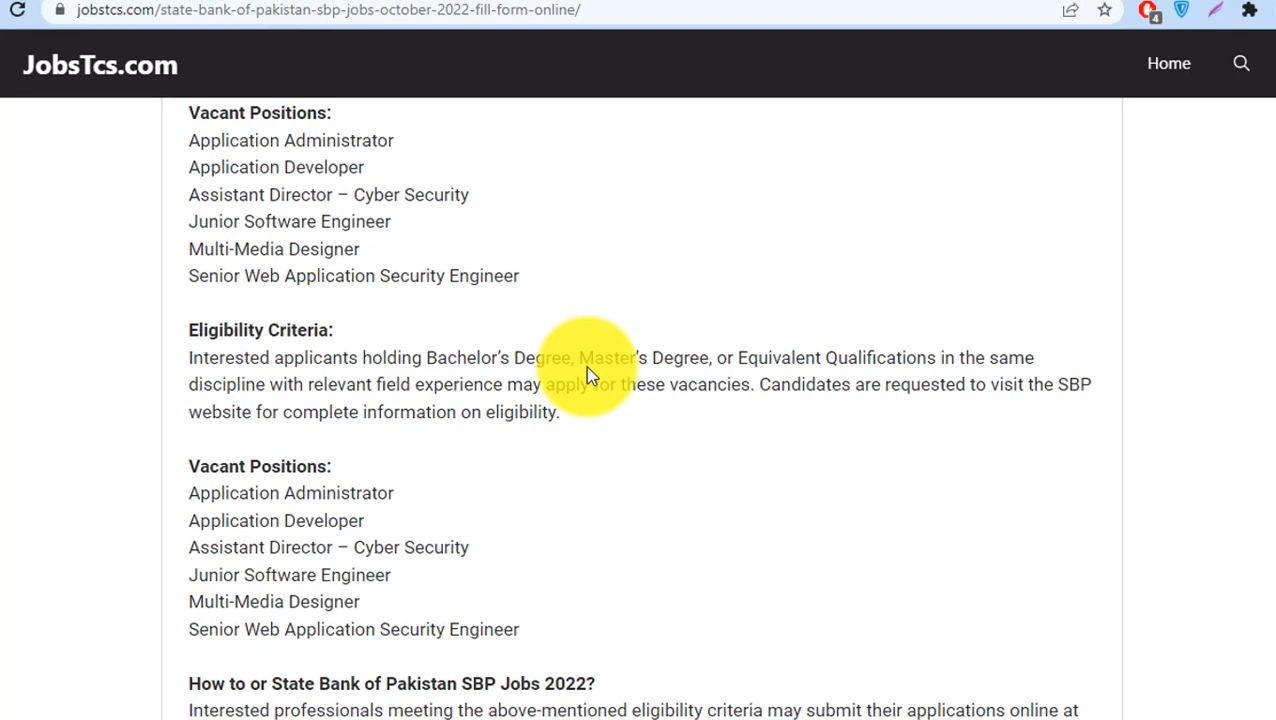 jobstcs.com/state-bank-of-pakistan-sbp-jobs-october-2022-fill-form-online/
4
JobsTcs.com
Home
Vacant Positions:
Application Administrator
Application Developer
Assistant Director – Cyber Security
Junior Software Engineer
Multi-Media Designer
Senior Web Application Security Engineer
Eligibility Criteria:
Interested applicants holding Bachelor's Degree, Master's Degree, or Equivalent Qualifications in the same
discipline with relevant field experience may apply for these vacancies. Candidates are requested to visit the SBP
website for complete information on eligibility.
Vacant Positions:
Application Administrator
Application Developer
Assistant Director – Cyber Security
Junior Software Engineer
Multi-Media Designer
Senior Web Application Security Engineer
How to or State Bank of Pakistan SBP Jobs 2022?
Interested professionals meeting the above-mentioned eligibility criteria may submit their applications online at